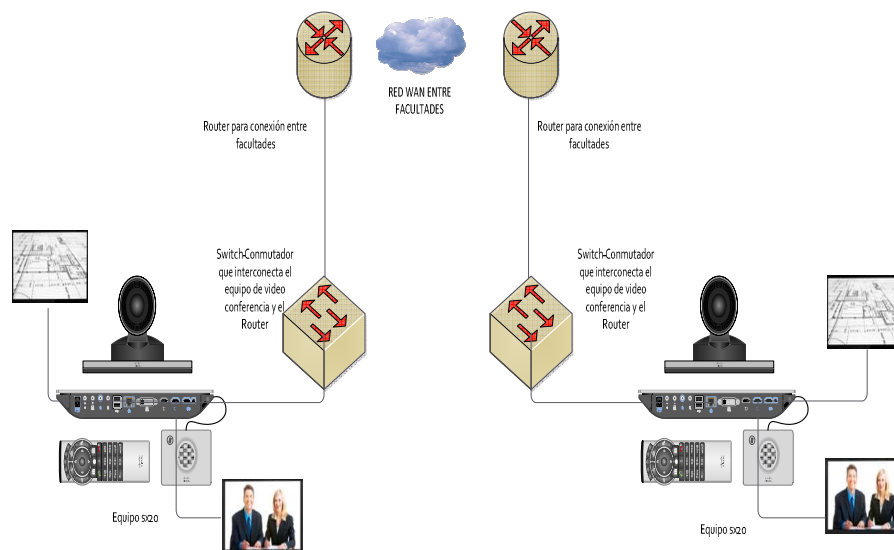 RED WAN ENTRE
FACULTADES
Router para conexión entre
facultades
Router para conexión entre
facultades
Switch-Conmutador
que interconecta el
equipo de video
conferencia y el
Router
Switch-Conmutador
que interconecta el
equipo de video
conferencia y el
Router
Equipo sx20
Equipo sx20